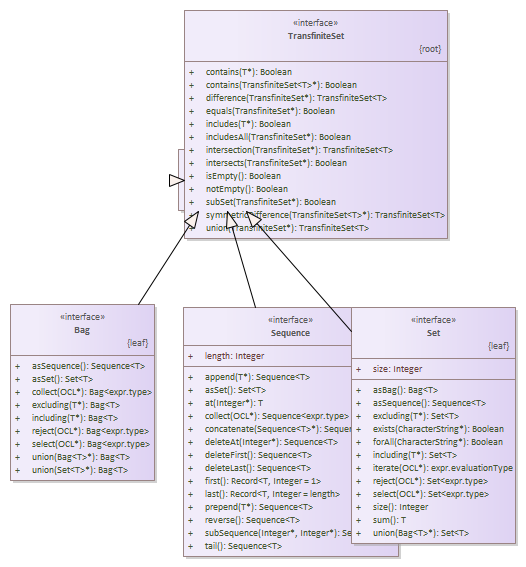 «interface»
TransfiniteSet
{root}
+ contains(T*): Boolean
+ contains(TransfiniteSet<T>*): Boolean
+ difference(TransfiniteSet*): TransfiniteSet<T>
+ equals(TransfiniteSet*): Boolean
+ includes(T*): Boolean
+ includesAll(TransfiniteSet*): Boolean
+ intersection(TransfiniteSet*): TransfiniteSet<T>
+ intersects(TransfiniteSet*): Boolean
+ isEmpty(): Boolean
+ notEmpty(): Boolean
+ subSet(TransfiniteSet*): Boolean
+ symmetricDifference(TransfiniteSet<T>*): TransfiniteSet<T>
+ union(TransfiniteSet*): TransfiniteSet<T>
«interface»
Bag
{leaf}
+ asSequence(): Sequence<T>
+ asSet(): Set<T>
+ collect(OCL*): Bag<expr.type>
+ excluding(T*): Bag<T>
+ including(T*): Bag<T>
+ reject(OCL*): Bag<expr.type>
+ select(OCL*): Bag<expr.type>
+ union(Bag<T>*): Bag<T>
+ union(Set<T>*): Bag<T>
«interface»
Sequence
+ length: Integer
+ append(T*): Sequence<T>
+ asSet(): Set<T>
+ at(Integer*): T
+ collect(OCL*): Sequence<expr.type>
+ concatenate(Sequence<T>*): Sequen
+ deleteAt(Integer*): Sequence<T>
+ deleteFirst(): Sequence<T>
+ deleteLast(): Sequence<T>
+ first(): Record<T, Integer = 1>
+ last(): Record<T, Integer = length>
+ prepend(T*): Sequence<T>
+ reverse(): Sequence<T>
+ subSequence(Integer*, Integer*): Se
+ tail(): Sequence<T>
«interface»
Set
{leaf}
+ size: Integer
+ asBag(): Bag<T>
+ asSequence(): Sequence<T>
+ excluding(T*): Set<T>
+ exists(CharacterString*): Boolean
+ forAll(CharacterString*): Boolean
+ including(T*): Set<T>
+ iterate(OCL*): expr.evaluationType
+ reject(OCL*): Set<expr.type>
+ select(OCL*): Set<expr.type>
+ size(): Integer
+ sum(): T
+ union(Bag<T>*): Set<T>